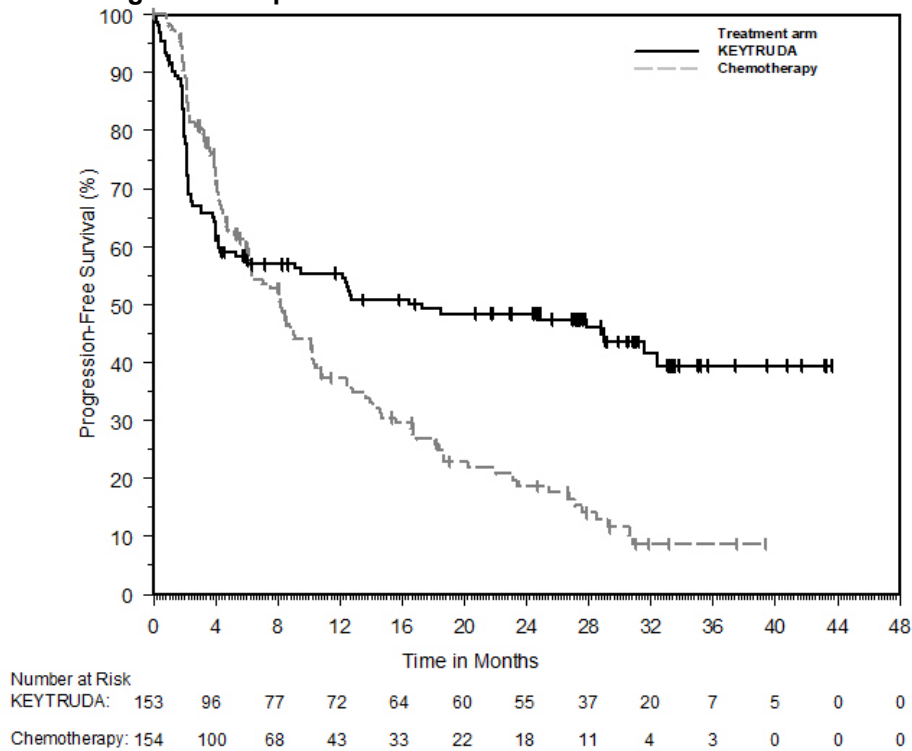 100
90
80
70
60
50
40
30
20
10
0
Progression-Free Survival (%)
Treatment arm
KEYTRUDA
Chemotherapy
0 4 8 12 16 20 24 28 32 36 40 44 48
Time in Months
Number at Risk
KEYTRUDA: 153 96 77 72 64 60 55 37 20 7 5 0 0
Chemotherapy: 154 100 68 43 33 22 18 11 4 3 0 0 0